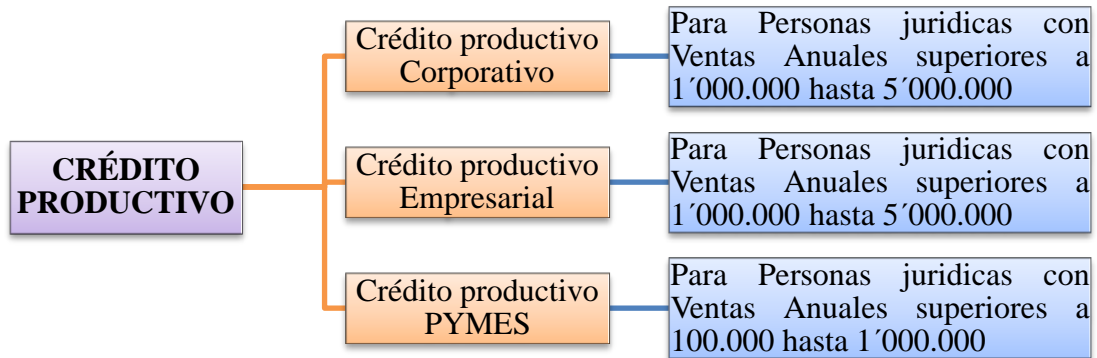 CRÉDITO
PRODUCTIVO
Crédito productivo
Corporativo
Para Personas juridicas con
Ventas Anuales superiores a
1´000.000 hasta 5´000.000
Crédito productivo
Empresarial
Para Personas juridicas con
Ventas Anuales superiores a
1´000.000 hasta 5´000.000
Crédito productivo
PYMES
Para Personas juridicas con
Ventas Anuales superiores a
100.000 hasta 1´000.000